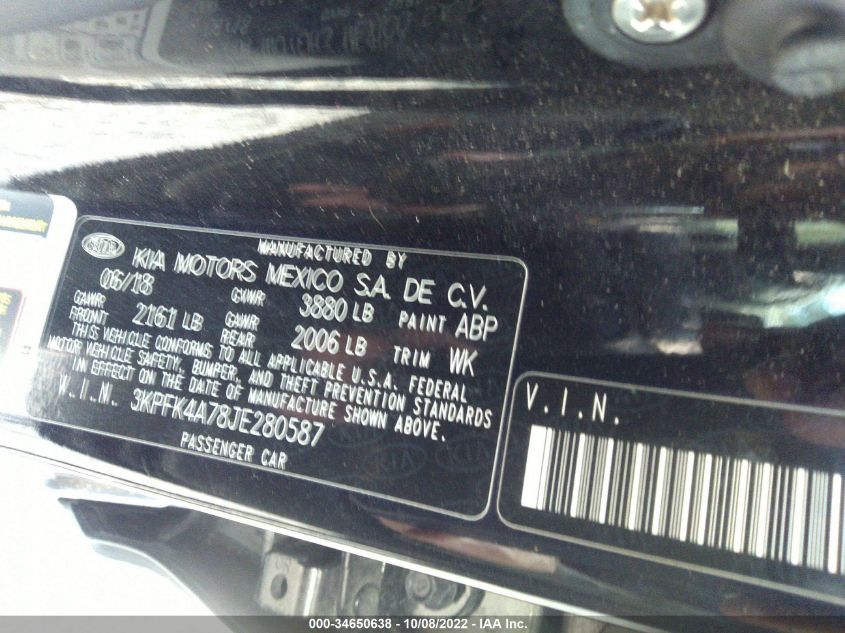 MANUFACTURED BY
KIA MOTORS MEXICO S.A. DE C.V.
06/18 GVWR 3880 LB
GAWR FRONT 2161 LB GAWR REAR 2006 LB PAINT ABP
TRIM WK
THIS VEHICLE CONFORMS TO ALL APPLICABLE U.S.A. FEDERAL
MOTOR VEHICLE SAFETY, BUMPER, AND THEFT PREVENTION STANDARDS
IN EFFECT ON THE DATE OF MANUFACTURE SHOWN ABOVE.
V.I.N. 3KPFK4A78JE280587
PASSENGER CAR
V.I.N.
000-34650638 - 10/08/2022 - IAA Inc.